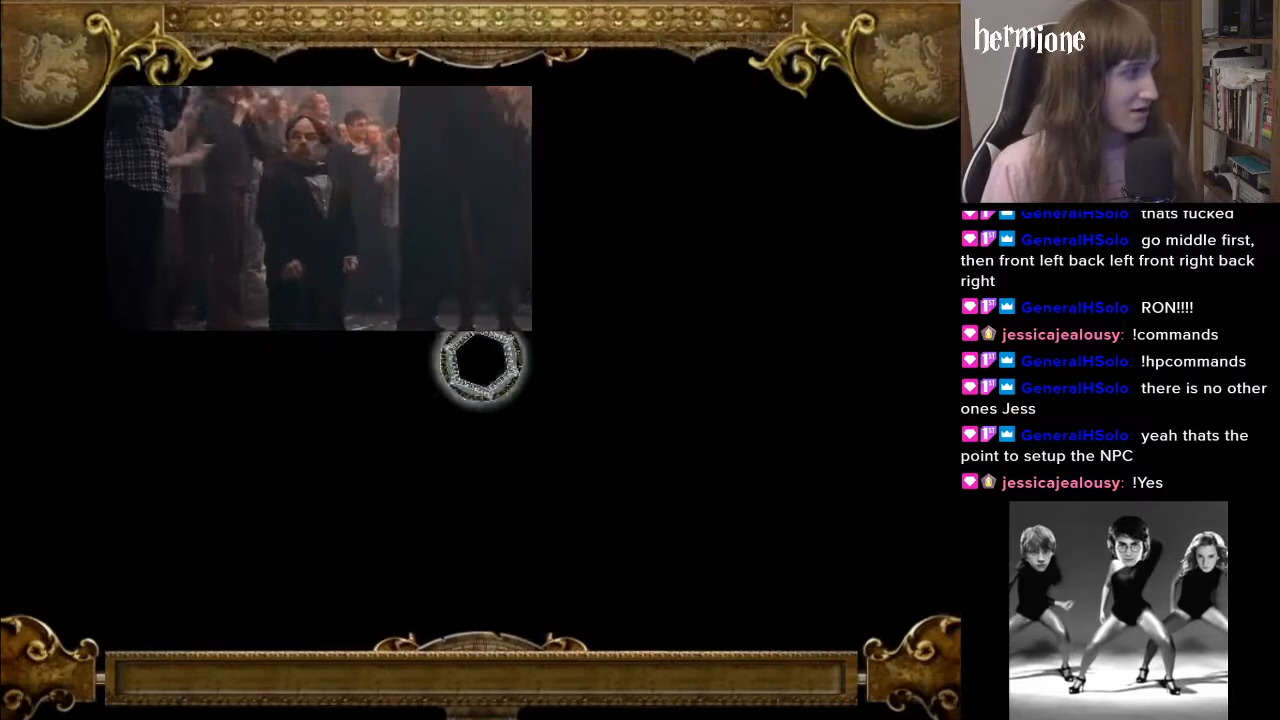 hermione
GeneralHSolo: thats fucked
GeneralHSolo: go middle first,
then front left back left front right back
right
GeneralHSolo: RON!!!!
jessicajealousy: !commands
GeneralHSolo: !hpcommands
GeneralHSolo: there is no other
ones Jess
GeneralHSolo: yeah thats the
point to setup the NPC
jessicajealousy: !Yes